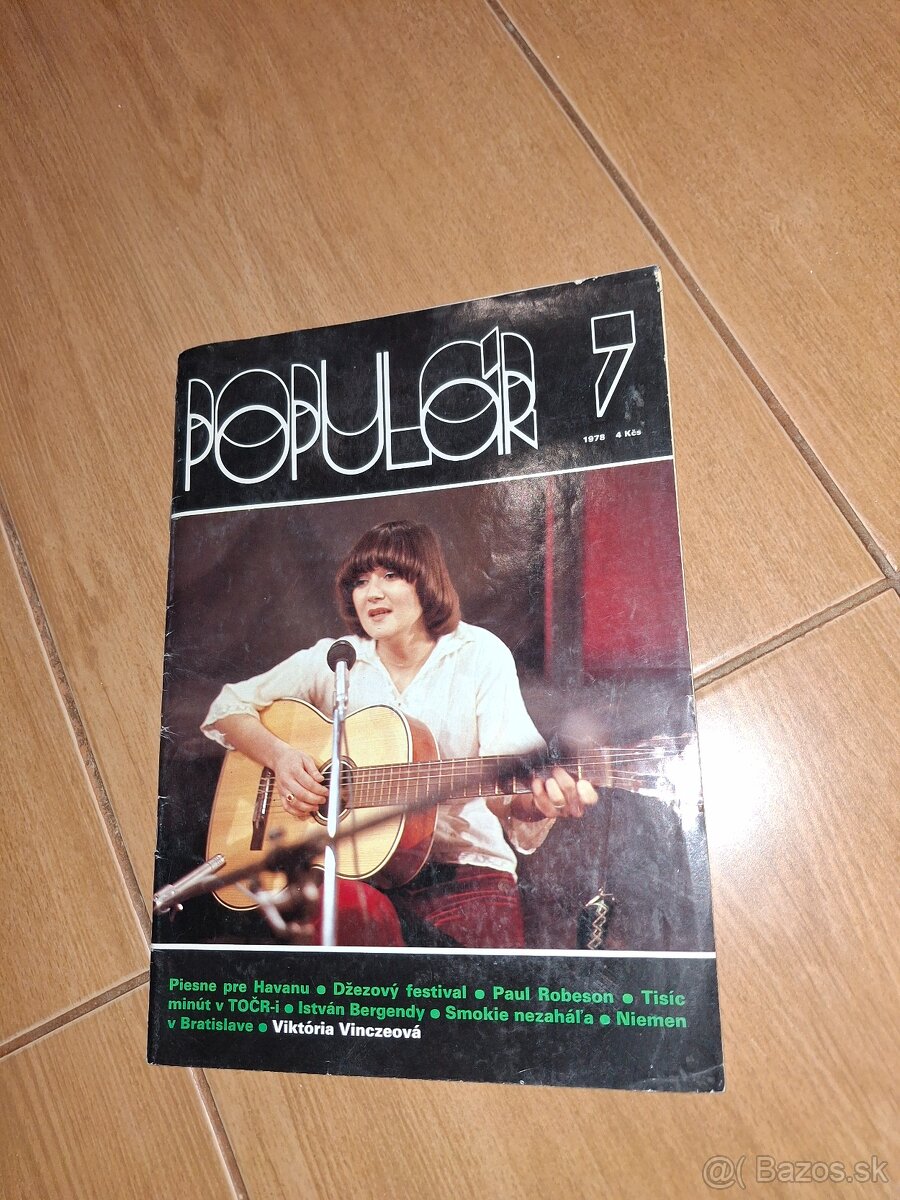 POPULÁR 7
1978 4 Kčs
Piesne pre Havanu ● Džezový festival ● Paul Robeson ● Tisíc
minút v TOČR-i ● István Bergendy ● Smokie nezaháľa ● Niemen
v Bratislave ● Viktória Vinczeová
@( Bazos.sk